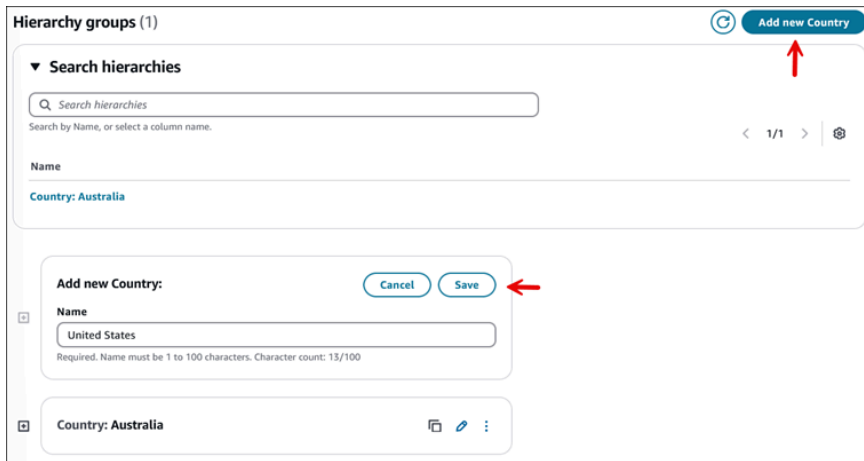 Hierarchy groups (1)
Add new Country
Search hierarchies
Search hierarchies
Search by Name, or select a column name.
1/1
Name
Country: Australia
Add new Country:
Cancel
Save
Name
United States
Required. Name must be 1 to 100 characters. Character count: 13/100
Country: Australia